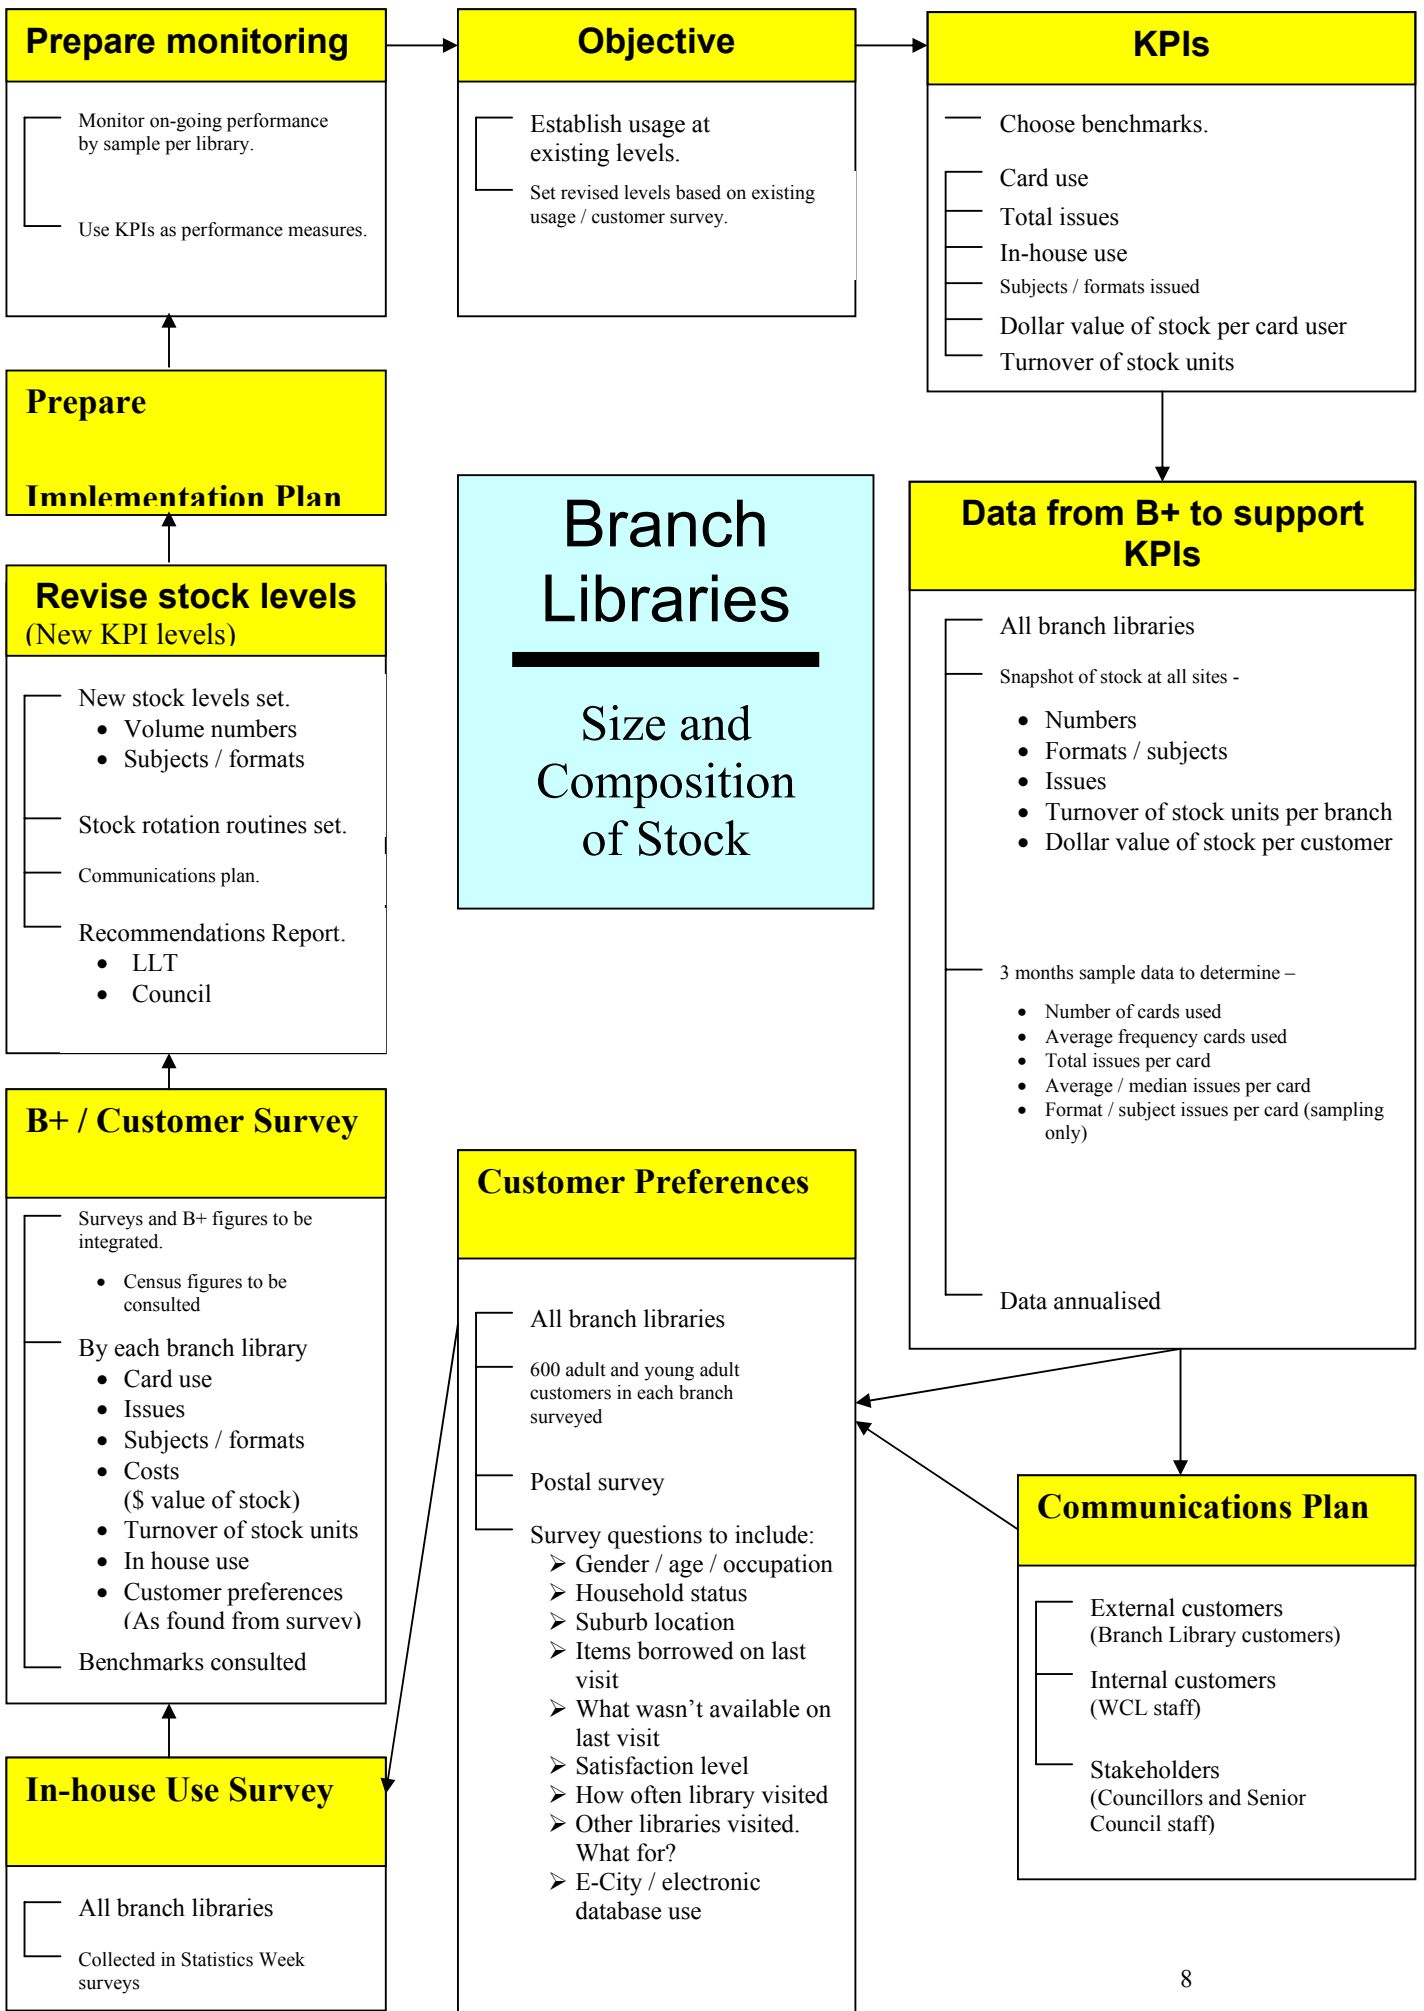 Prepare monitoring
Monitor on-going performance
by sample per library.
Use KPIs as performance measures.
Objective
Establish usage at
existing levels.
Set revised levels based on existing
usage / customer survey.
KPIs
Choose benchmarks.
Card use
Total issues
In-house use
Subjects / formats issued
Dollar value of stock per card user
Turnover of stock units
Prepare
Implementation Plan
Branch
Libraries
Size and
Composition
of Stock
Data from B+ to support
KPIs
All branch libraries
Snapshot of stock at all sites -
• Numbers
• Formats / subjects
• Issues
• Turnover of stock units per branch
• Dollar value of stock per customer
3 months sample data to determine –
• Number of cards used
• Average frequency cards used
• Total issues per card
• Average / median issues per card
• Format / subject issues per card (sampling
only)
Data annualised
Revise stock levels
(New KPI levels)
New stock levels set.
• Volume numbers
• Subjects / formats
Stock rotation routines set.
Communications plan.
Recommendations Report.
• LLT
• Council
B+ / Customer Survey
Surveys and B+ figures to be
integrated.
• Census figures to be
consulted
By each branch library
• Card use
• Issues
• Subjects / formats
• Costs
($ value of stock)
• Turnover of stock units
• In house use
• Customer preferences
(As found from survey)
Benchmarks consulted
Customer Preferences
All branch libraries
600 adult and young adult
customers in each branch
surveyed
Postal survey
Survey questions to include:
➢ Gender / age / occupation
➢ Household status
➢ Suburb location
➢ Items borrowed on last
visit
➢ What wasn’t available on
last visit
➢ Satisfaction level
➢ How often library visited
➢ Other libraries visited.
What for?
➢ E-City / electronic
database use
Communications Plan
External customers
(Branch Library customers)
Internal customers
(WCL staff)
Stakeholders
(Councillors and Senior
Council staff)
In-house Use Survey
All branch libraries
Collected in Statistics Week
surveys
8